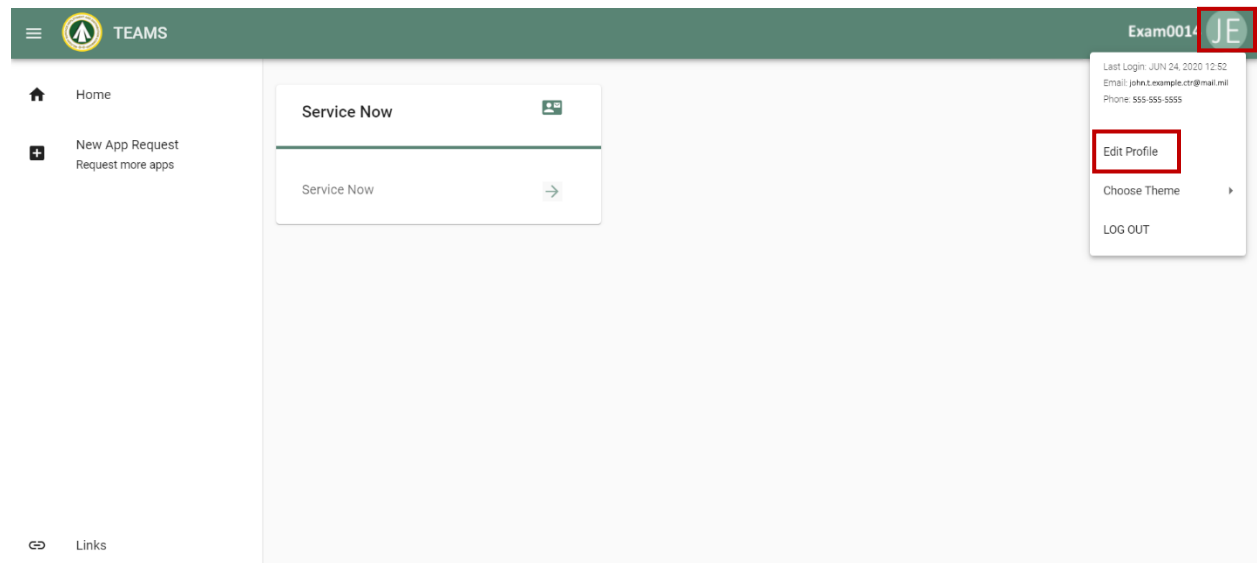 TEAMS
Exam0014
JE
Last Login: JUN 24, 2020 12:52
Email: john.t.example.ctr@mail.mil
Phone: 555-555-5555
Edit Profile
Choose Theme
LOG OUT
Home
New App Request
Request more apps
Links
Service Now
Service Now